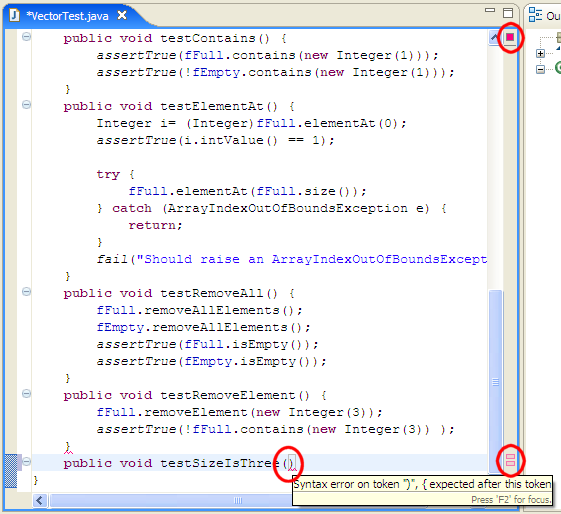 *VectorTest.java
Ou
public void testContains() {
assertTrue(fFull.contains(new Integer(1)));
assertTrue(!fEmpty.contains(new Integer(1)));
}
public void testElementAt() {
Integer i= (Integer)fFull.elementAt(0);
assertTrue(i.intValue() == 1);
try {
fFull.elementAt(fFull.size());
} catch (ArrayIndexOutOfBoundsException e) {
return;
}
fail("Should raise an ArrayIndexOutOfBoundsExcept
}
public void testRemoveAll() {
fFull.removeAllElements();
fEmpty.removeAllElements();
assertTrue(fFull.isEmpty());
assertTrue(fEmpty.isEmpty());
}
public void testRemoveElement() {
fFull.removeElement(new Integer(3));
assertTrue(!fFull.contains(new Integer(3)) );
}
public void testSizeIsThree()
}
Syntax error on token ")", { expected after this token
Press 'F2' for focus.